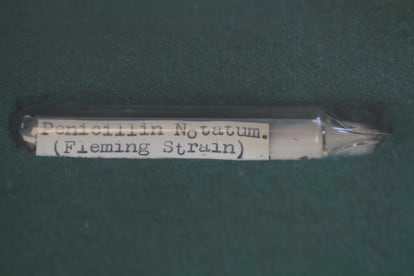 Penicillin Notatum.
(Fleming Strain)